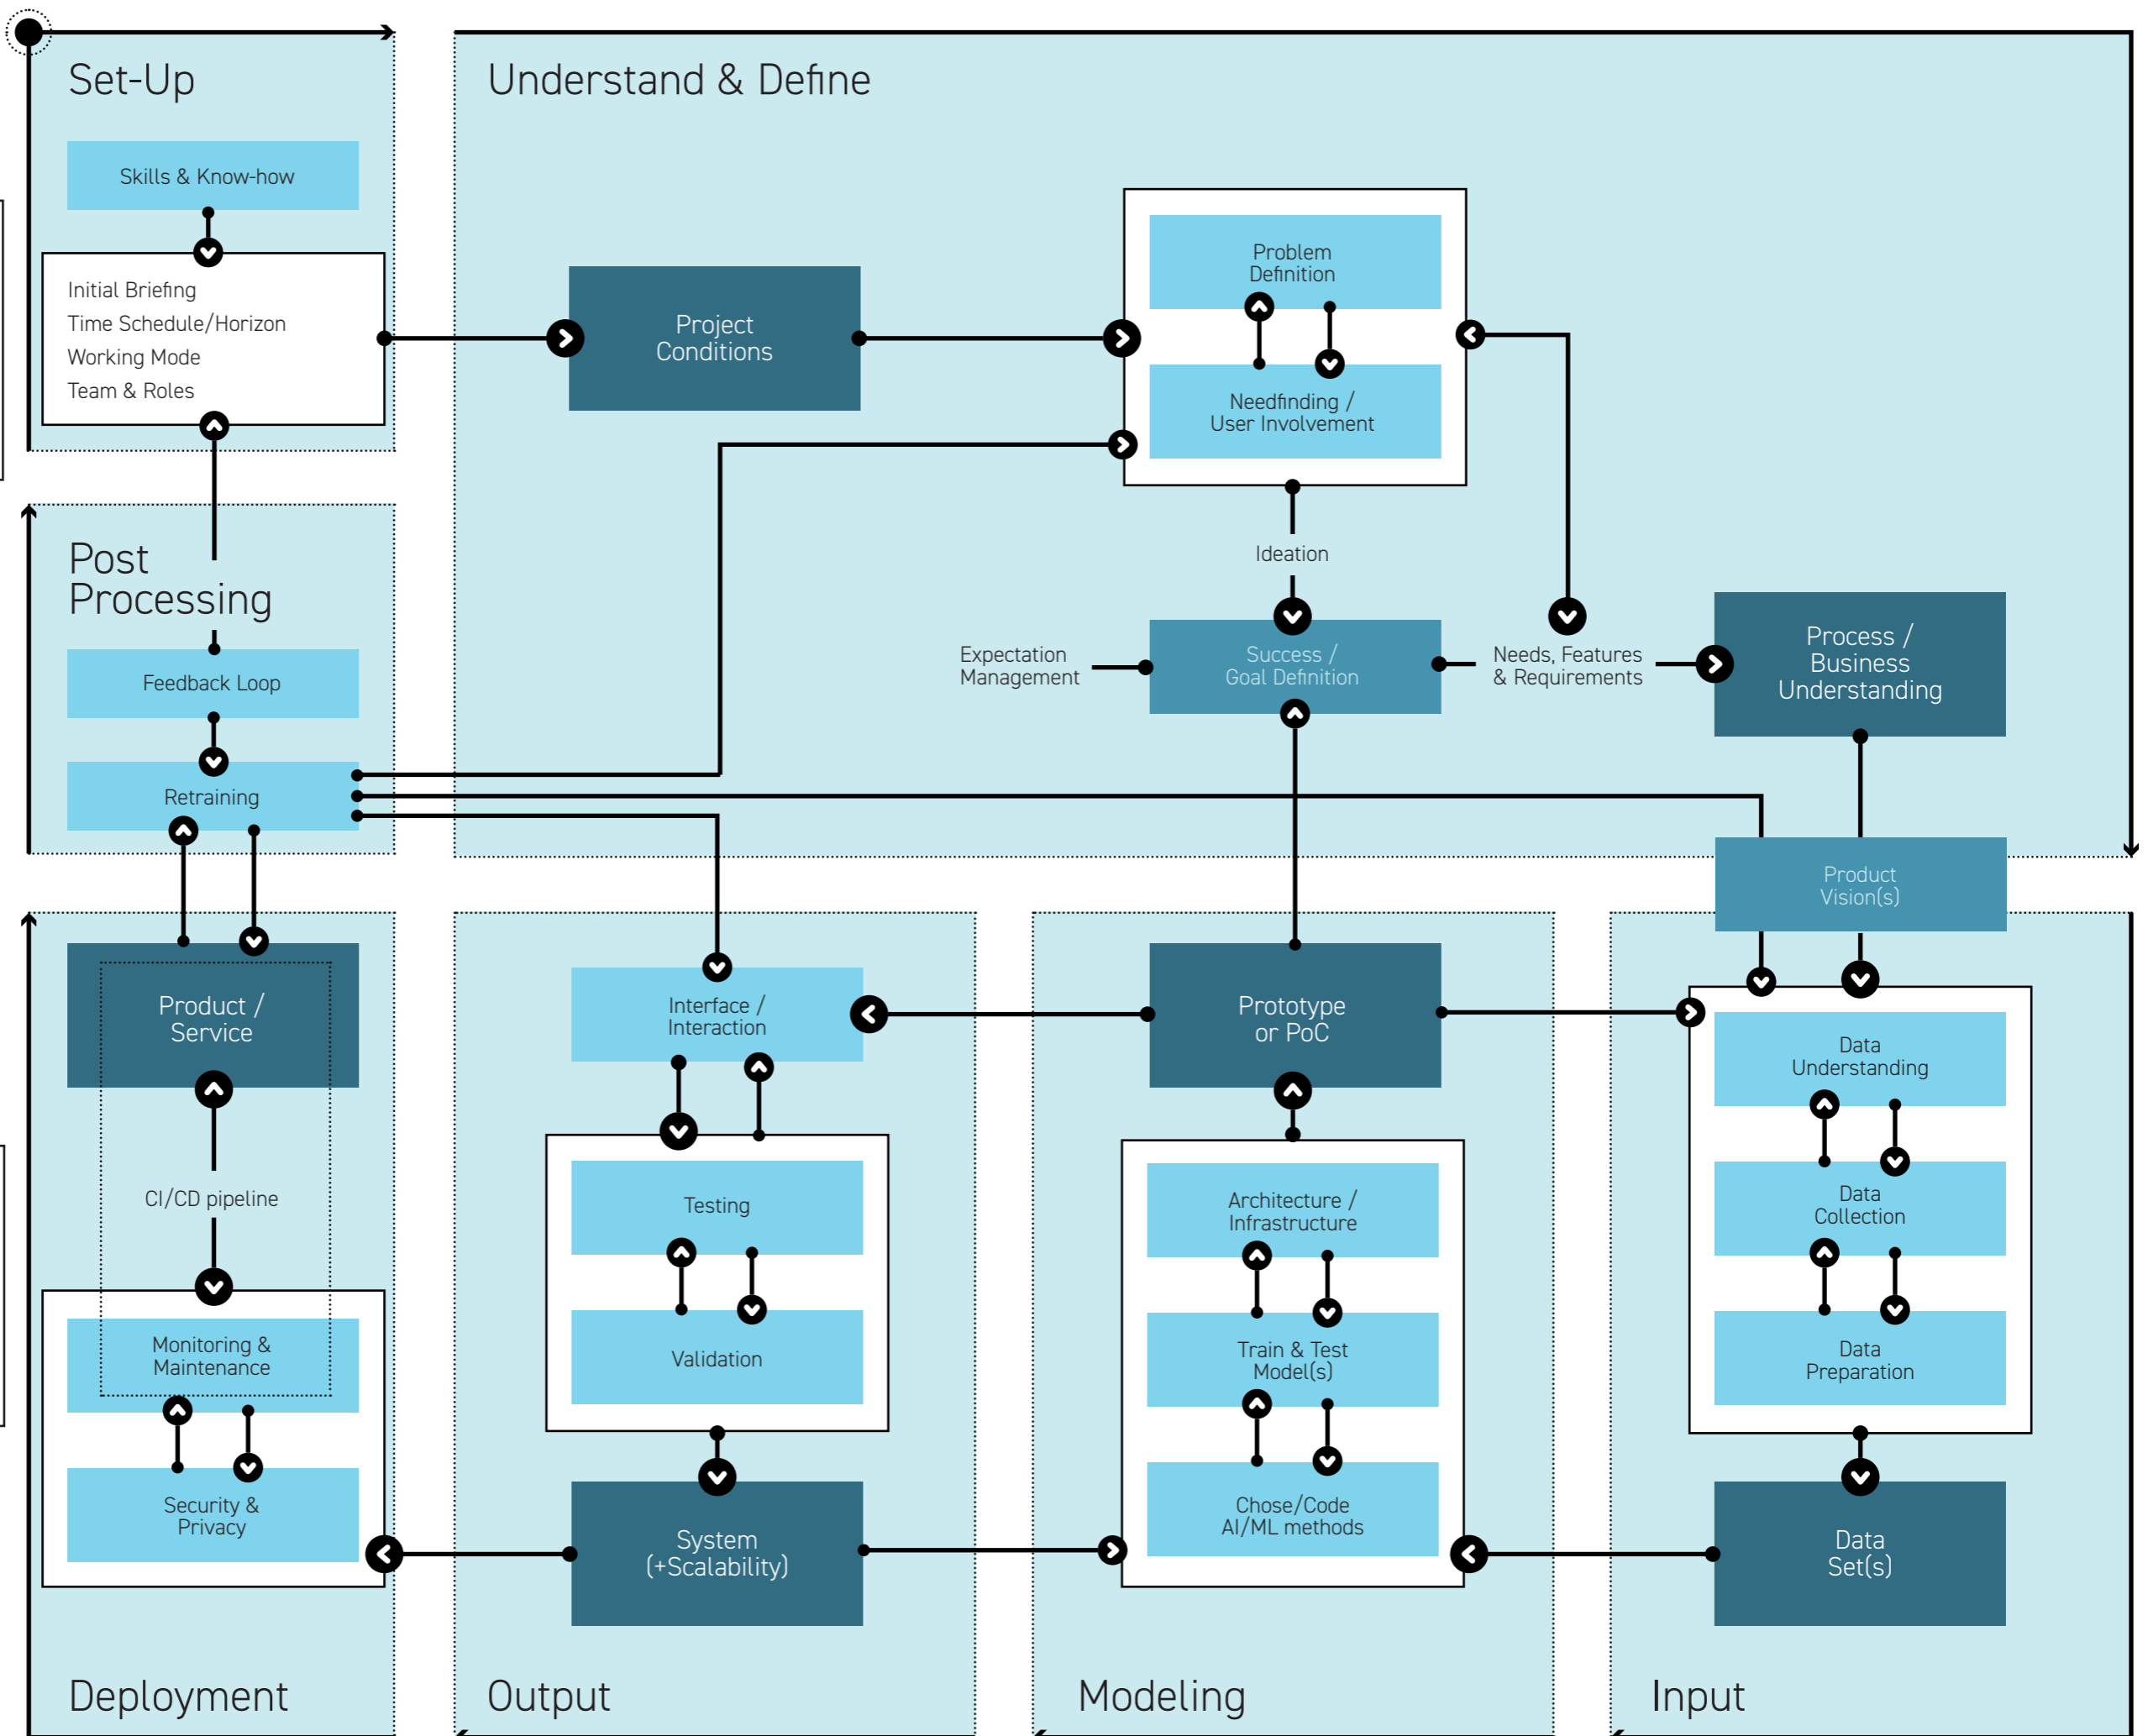 Set-Up
Skills & Know-how
Initial Briefing
Time Schedule/Horizon
Working Mode
Team & Roles
Understand & Define
Project
Conditions
Problem
Definition
Needfinding /
User Involvement
Ideation
Expectation
Management
Success /
Goal Definition
Needs, Features
& Requirements
Process /
Business
Understanding
Post
Processing
Feedback Loop
Retraining
Product
Vision(s)
Product /
Service
CI/CD pipeline
Monitoring &
Maintenance
Security &
Privacy
Deployment
Interface /
Interaction
Testing
Validation
System
(+Scalability)
Output
Prototype
or PoC
Architecture /
Infrastructure
Train & Test
Model(s)
Chose/Code
AI/ML methods
Modeling
Data
Understanding
Data
Collection
Data
Preparation
Data
Set(s)
Input